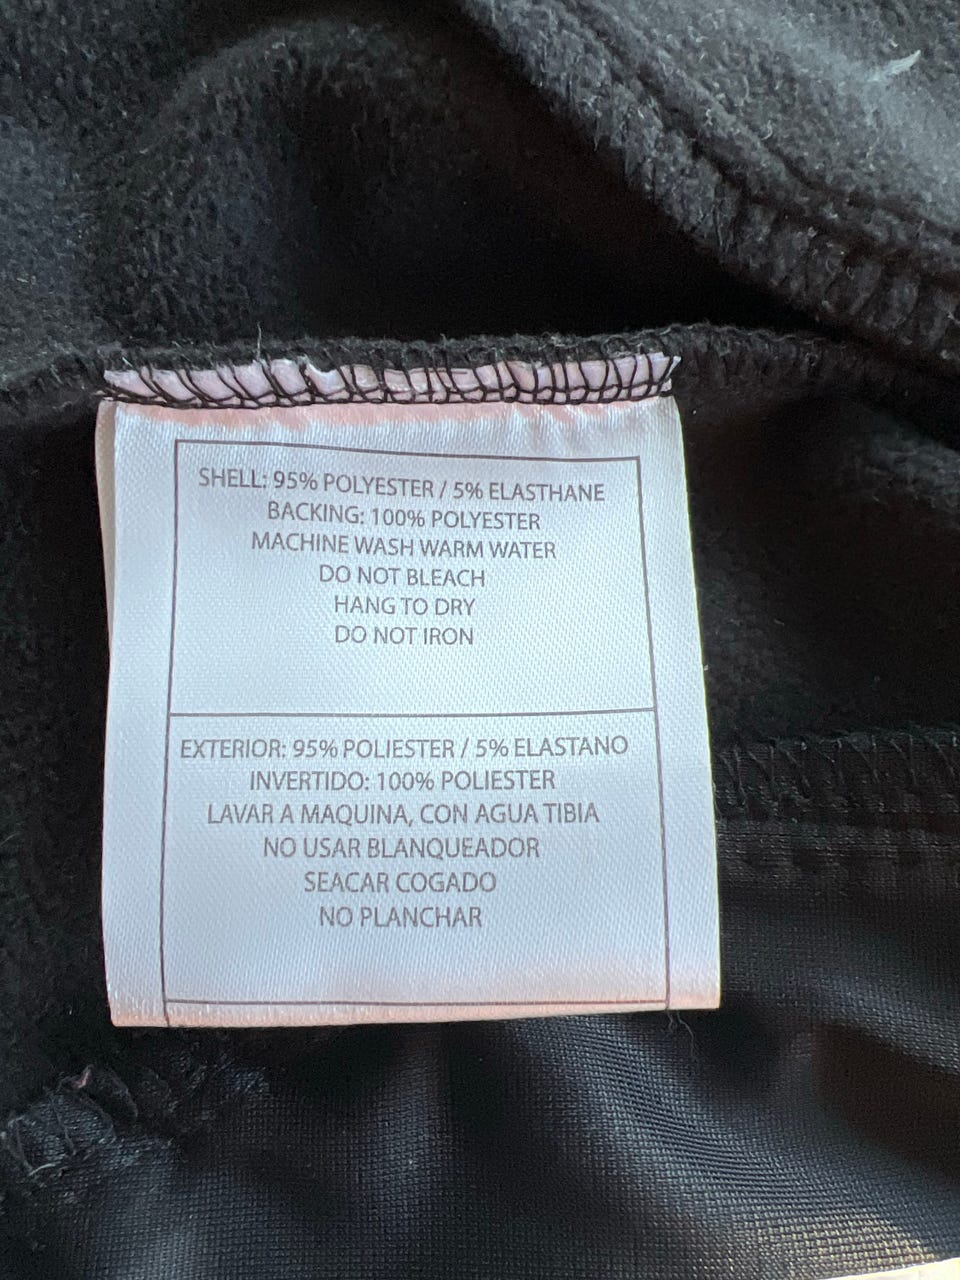 SHELL: 95% POLYESTER / 5% ELASTHANE
BACKING: 100% POLYESTER
MACHINE WASH WARM WATER
DO NOT BLEACH
HANG TO DRY
DO NOT IRON
EXTERIOR: 95% POLIESTER / 5% ELASTANO
INVERTIDO: 100% POLIESTER
LAVAR A MAQUINA, CON AGUA TIBIA
NO USAR BLANQUEADOR
SEACAR COGADO
NO PLANCHAR